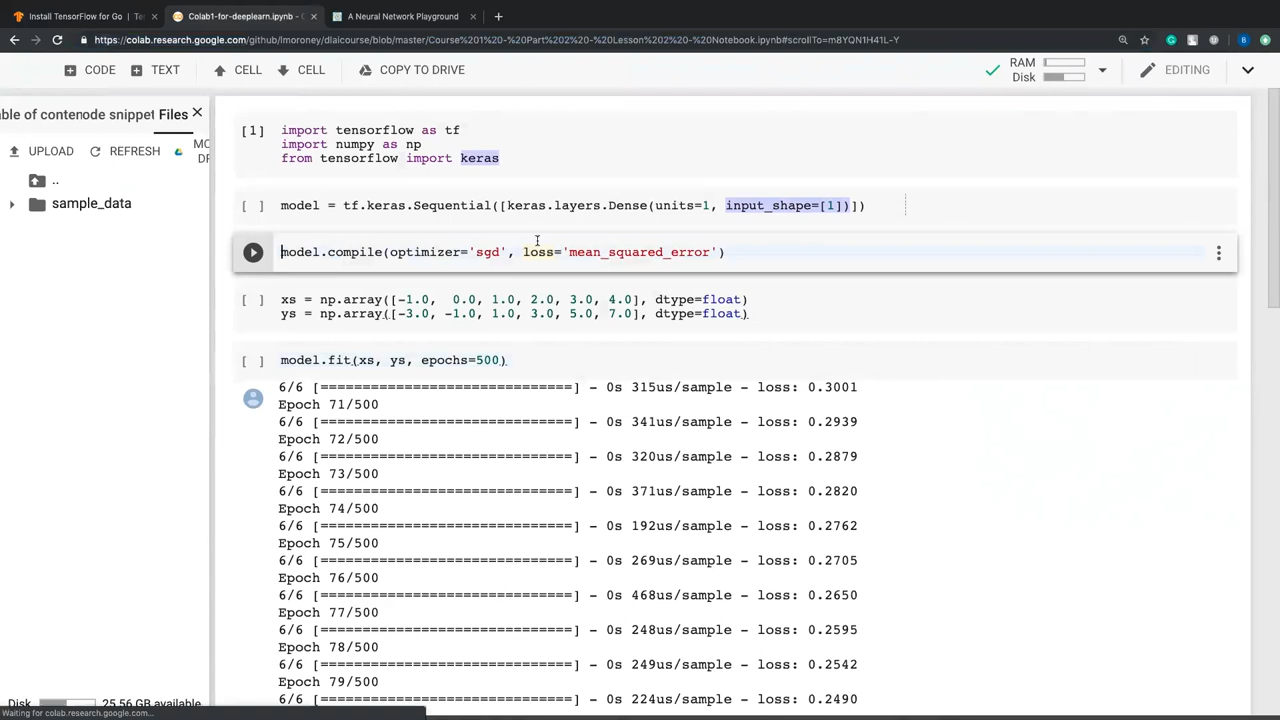 Install TensorFlow for Go | Te
Colab1-for-deeplearn.ipynb - C
A Neural Network Playground
https://colab.research.google.com/github/lmoroney/dlaicourse/blob/master/Course%201%20-%20Part%202%20-%20Lesson%202%20-%20Notebook.ipynb#scrollTo=m8YQN1H41L-Y
CODE TEXT CELL CELL COPY TO DRIVE RAM Disk EDITING
ble of contenode snippet Files
UPLOAD REFRESH MO DR
..
sample_data
[1] import tensorflow as tf
import numpy as np
from tensorflow import keras
[ ] model = tf.keras.Sequential([keras.layers.Dense(units=1, input_shape=[1])])
model.compile(optimizer='sgd', loss='mean_squared_error')
[ ] xs = np.array([-1.0, 0.0, 1.0, 2.0, 3.0, 4.0], dtype=float)
ys = np.array([-3.0, -1.0, 1.0, 3.0, 5.0, 7.0], dtype=float)
[ ] model.fit(xs, ys, epochs=500)
6/6 [==============================] - 0s 315us/sample - loss: 0.3001
Epoch 71/500
6/6 [==============================] - 0s 341us/sample - loss: 0.2939
Epoch 72/500
6/6 [==============================] - 0s 320us/sample - loss: 0.2879
Epoch 73/500
6/6 [==============================] - 0s 371us/sample - loss: 0.2820
Epoch 74/500
6/6 [==============================] - 0s 192us/sample - loss: 0.2762
Epoch 75/500
6/6 [==============================] - 0s 269us/sample - loss: 0.2705
Epoch 76/500
6/6 [==============================] - 0s 468us/sample - loss: 0.2650
Epoch 77/500
6/6 [==============================] - 0s 248us/sample - loss: 0.2595
Epoch 78/500
6/6 [==============================] - 0s 249us/sample - loss: 0.2542
Epoch 79/500
6/6 [==============================] - 0s 224us/sample - loss: 0.2490
Disk 25.56 GB available
Waiting for colab.research.google.com...